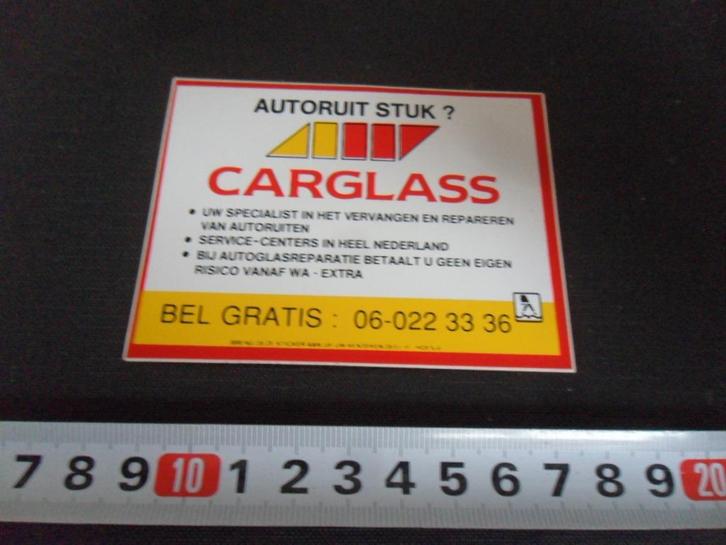 AUTORUIT STUK ?
CARGLASS
• UW SPECIALIST IN HET VERVANGEN EN REPAREREN
VAN AUTORUITEN
• SERVICE-CENTERS IN HEEL NEDERLAND
• BIJ AUTOGLASREPARATIE BETAALT U GEEN EIGEN
RISICO VANAF WA - EXTRA
BEL GRATIS : 06-022 33 36
7 8 9 10 1 2 3 4 5 6 7 8 9 20